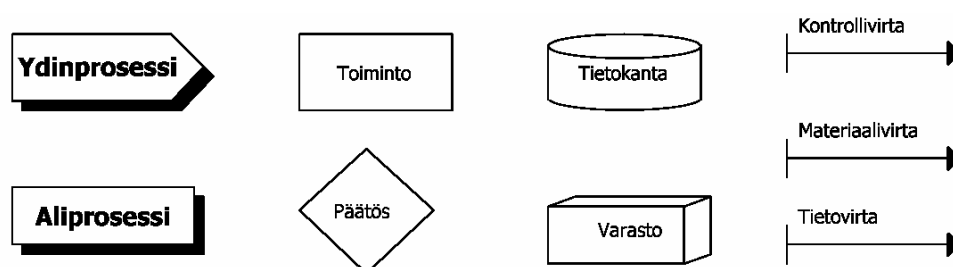 Ydinprosessi
Toiminto
Tietokanta
Kontrollivirta
Materiaalivirta
Aliprosessi
Päätös
Varasto
Tietovirta